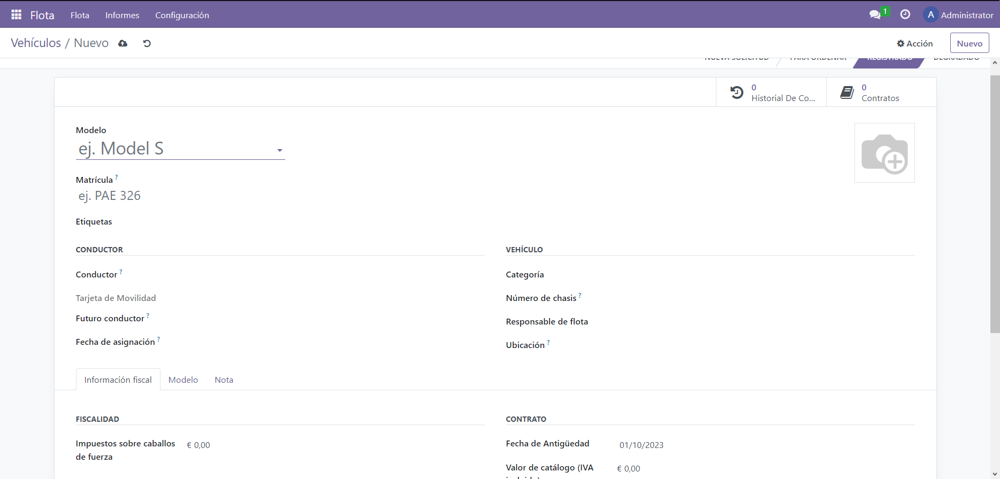 Flota Flota Informes Configuración 1 A Administrator
Vehículos / Nuevo Acción Nuevo
NUEVA SOLICITUD PARA ORDENAR REGISTRADO DEGRADADO
0 Historial De Co...
0 Contratos
Modelo
ej. Model S
Matrícula ?
ej. PAE 326
Etiquetas
CONDUCTOR
Conductor ?
Tarjeta de Movilidad
Futuro conductor ?
Fecha de asignación ?
VEHÍCULO
Categoría
Número de chasis ?
Responsable de flota
Ubicación ?
Información fiscal Modelo Nota
FISCALIDAD
Impuestos sobre caballos € 0,00
de fuerza
CONTRATO
Fecha de Antigüedad 01/10/2023
Valor de catálogo (IVA € 0,00
incluido)